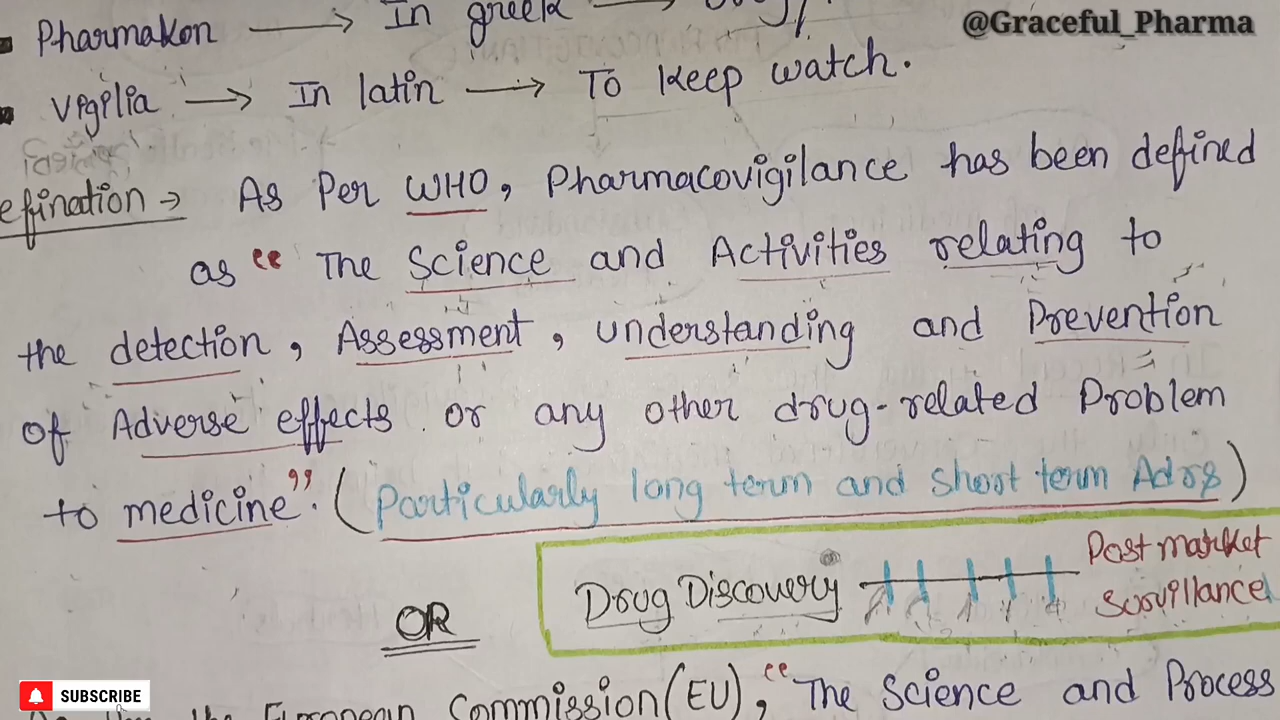 @Graceful_Pharma
Pharmakon → In greek →
Vigilia → In latin → To keep watch.
efination → As Per WHO, Pharmacovigilance has been defined
as " The Science and Activities relating to
the detection, Assessment, understanding and Prevention
of Adverse effects or any other drug-related Problem
to medicine". (Particularly long term and short term Adrs)
Drug Discovery
Post market
Survillance
OR
the European Commission (EU), "The Science and Process
SUBSCRIBE